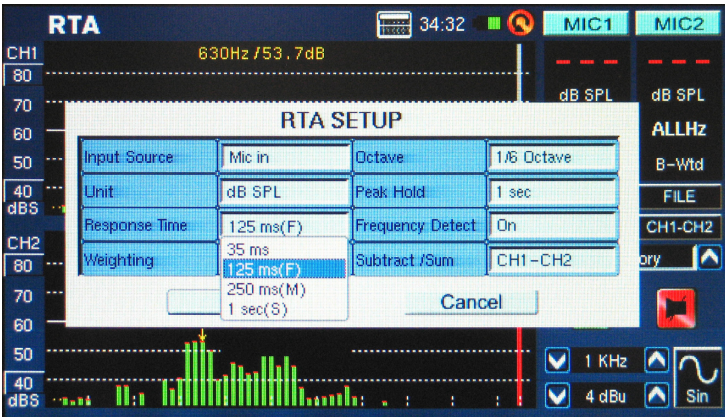 RTA
34:32
MIC1
MIC2
CH1
630Hz/53.7dB
80
70
60
50
40
dBS
dB SPL
dB SPL
ALLHz
B-Wtd
FILE
CH1-CH2
ory
RTA SETUP
Input Source
Mic in
Octave
1/6 Octave
Unit
dB SPL
Peak Hold
1 sec
Response Time
125 ms(F)
Frequency Detect
On
Weighting
Subtract /Sum
CH1-CH2
35 ms
125 ms(F)
250 ms(M)
1 sec(S)
Cancel
CH2
80
70
60
50
40
dBS
1 KHz
4 dBu
Sin